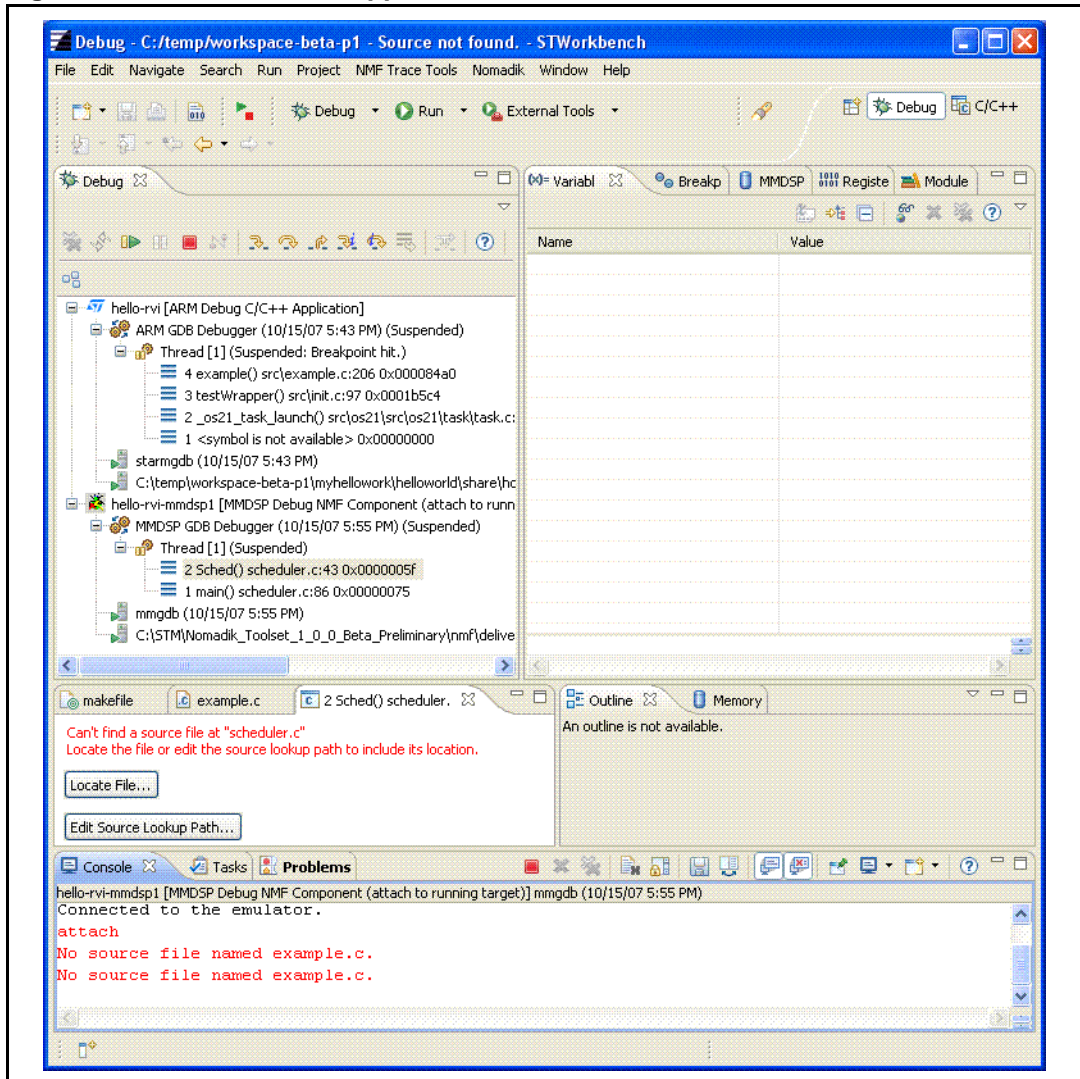 Debug - C:/temp/workspace-beta-p1 - Source not found. - STWorkbench
File Edit Navigate Search Run Project NMF Trace Tools Nomadik Window Help
Debug Run External Tools Debug C/C++
Debug
(x)= Variabl Breakp MMDSP Registe Module
Name Value
hello-rvi [ARM Debug C/C++ Application]
ARM GDB Debugger (10/15/07 5:43 PM) (Suspended)
Thread [1] (Suspended: Breakpoint hit.)
4 example() src\example.c:206 0x000084a0
3 testWrapper() src\init.c:97 0x0001b5c4
2 _os21_task_launch() src\os21\src\os21\task\task.c:
1 <symbol is not available> 0x00000000
starmgdb (10/15/07 5:43 PM)
C:\temp\workspace-beta-p1\myhellowork\helloworld\share\hc
hello-rvi-mmdsp1 [MMDSP Debug NMF Component (attach to runn
MMDSP GDB Debugger (10/15/07 5:55 PM) (Suspended)
Thread [1] (Suspended)
2 Sched() scheduler.c:43 0x0000005f
1 main() scheduler.c:86 0x00000075
mmgdb (10/15/07 5:55 PM)
C:\STM\Nomadik_Toolset_1_0_0_Beta_Preliminary\nmf\delive
makefile example.c 2 Sched() scheduler.
Can't find a source file at "scheduler.c"
Locate the file or edit the source lookup path to include its location.
Locate File...
Edit Source Lookup Path...
Outline Memory
An outline is not available.
Console Tasks Problems
hello-rvi-mmdsp1 [MMDSP Debug NMF Component (attach to running target)] mmgdb (10/15/07 5:55 PM)
Connected to the emulator.
attach
No source file named example.c.
No source file named example.c.